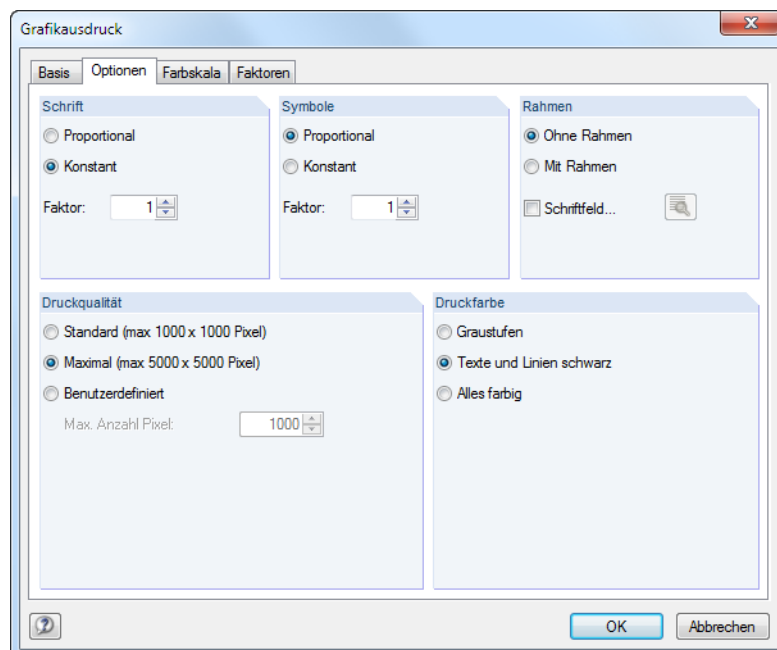 Grafikausdruck
Basis Optionen Farbskala Faktoren
Schrift
Proportional
Konstant
Faktor: 1
Symbole
Proportional
Konstant
Faktor: 1
Rahmen
Ohne Rahmen
Mit Rahmen
Schriftfeld...
Druckqualität
Standard (max 1000 x 1000 Pixel)
Maximal (max 5000 x 5000 Pixel)
Benutzerdefiniert
Max. Anzahl Pixel: 1000
Druckfarbe
Graustufen
Texte und Linien schwarz
Alles farbig
OK Abbrechen